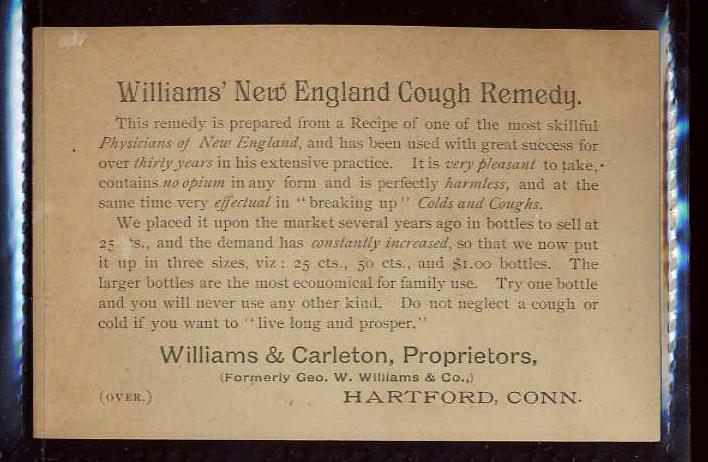 Williams' New England Cough Remedy.
This remedy is prepared from a Recipe of one of the most skillful
Physicians of New England, and has been used with great success for
over thirty years in his extensive practice. It is very pleasant to take,
contains no opium in any form and is perfectly harmless, and at the
same time very effectual in "breaking up" Colds and Coughs.
We placed it upon the market several years ago in bottles to sell at
25 ts., and the demand has constantly increased, so that we now put
it up in three sizes, viz: 25 cts., 50 cts., and $1.00 bottles. The
larger bottles are the most economical for family use. Try one bottle
and you will never use any other kind. Do not neglect a cough or
cold if you want to "live long and prosper."
Williams & Carleton, Proprietors,
(Formerly Geo. W. Williams & Co.,)
(OVER.) HARTFORD, CONN.